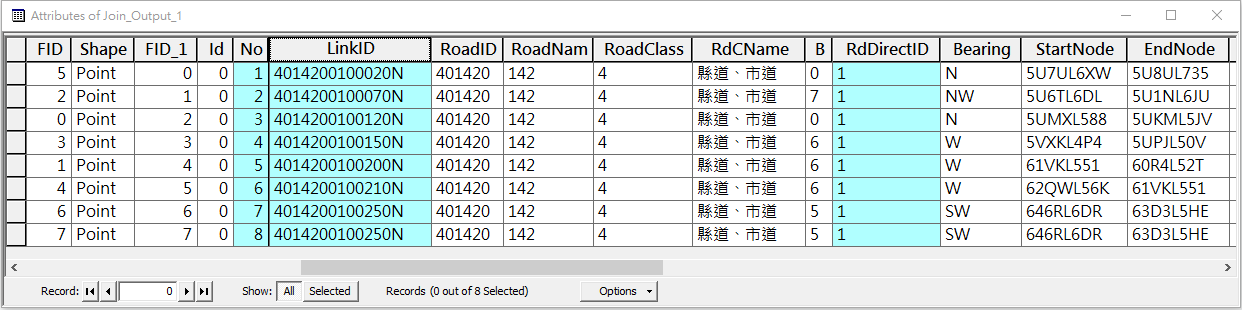 Attributes of Join_Output_1
FID Shape FID_1 Id No LinkID RoadID RoadNam RoadClass RdCName B RdDirectID Bearing StartNode EndNode
5 Point 0 0 1 4014200100020N 401420 142 4 縣道、市道 0 1 N 5U7UL6XW 5U8UL735
2 Point 1 0 2 4014200100070N 401420 142 4 縣道、市道 7 1 NW 5U6TL6DL 5U1NL6JU
0 Point 2 0 3 4014200100120N 401420 142 4 縣道、市道 0 1 N 5UMXL588 5UKML5JV
3 Point 3 0 4 4014200100150N 401420 142 4 縣道、市道 6 1 W 5VXKL4P4 5UPJL50V
1 Point 4 0 5 4014200100200N 401420 142 4 縣道、市道 6 1 W 61VKL551 60R4L52T
4 Point 5 0 6 4014200100210N 401420 142 4 縣道、市道 6 1 W 62QWL56K 61VKL551
6 Point 6 0 7 4014200100250N 401420 142 4 縣道、市道 5 1 SW 646RL6DR 63D3L5HE
7 Point 7 0 8 4014200100250N 401420 142 4 縣道、市道 5 1 SW 646RL6DR 63D3L5HE
Record: 0 Show: All Selected Records (0 out of 8 Selected) Options